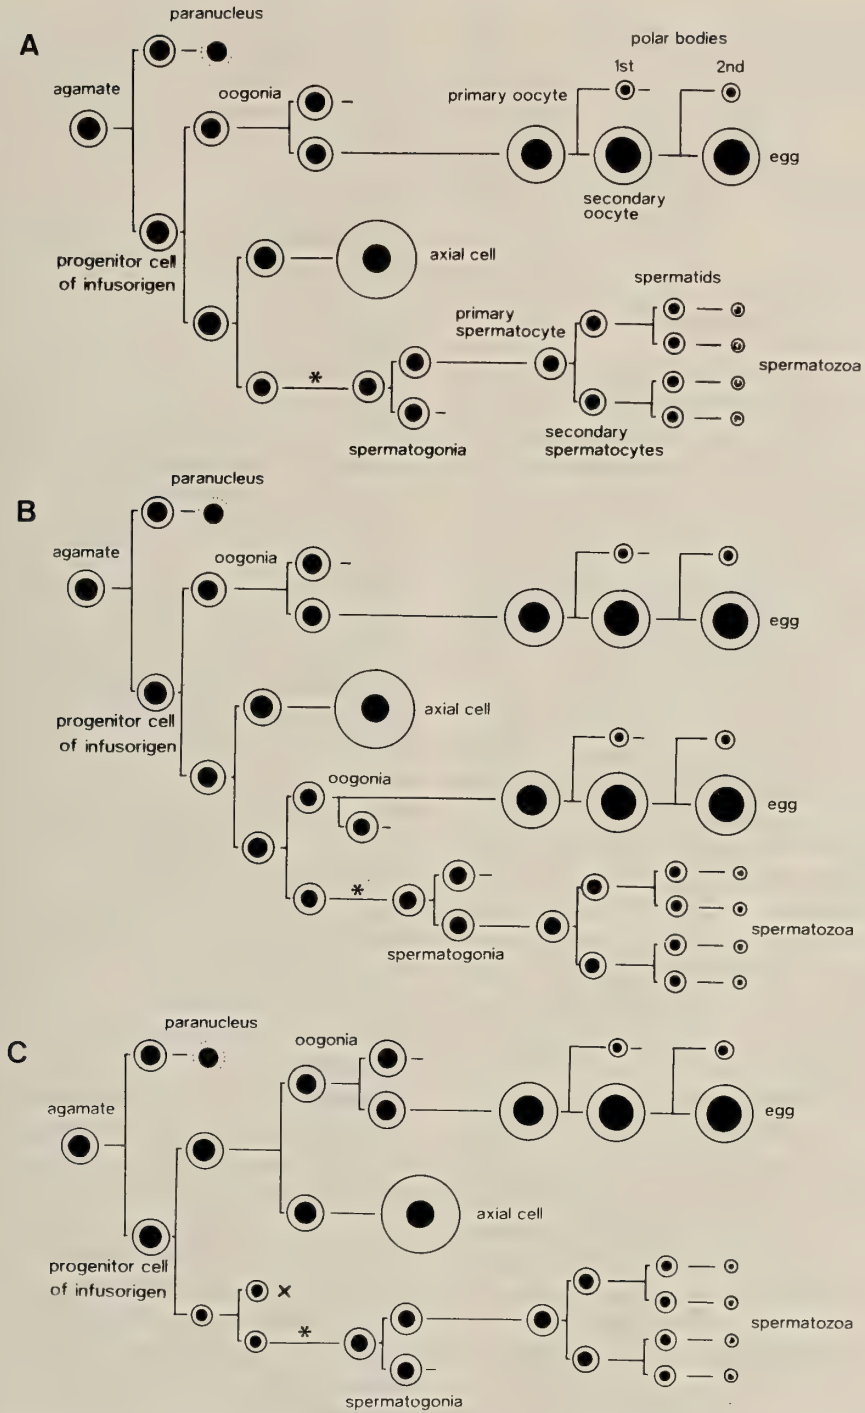 A
paranucleus
polar bodies
1st
2nd
agamate
oogonia
primary oocyte
egg
secondary
oocyte
progenitor cell
of infusorigen
axial cell
spermatids
primary
spermatocyte
*
spermatozoa
spermatogonia
secondary
spermatocytes
B
paranucleus
agamate
oogonia
egg
progenitor cell
of infusorigen
axial cell
oogonia
egg
*
spermatogonia
spermatozoa
C
paranucleus
oogonia
agamate
egg
axial cell
progenitor cell
of infusorigen
x
*
spermatozoa
spermatogonia